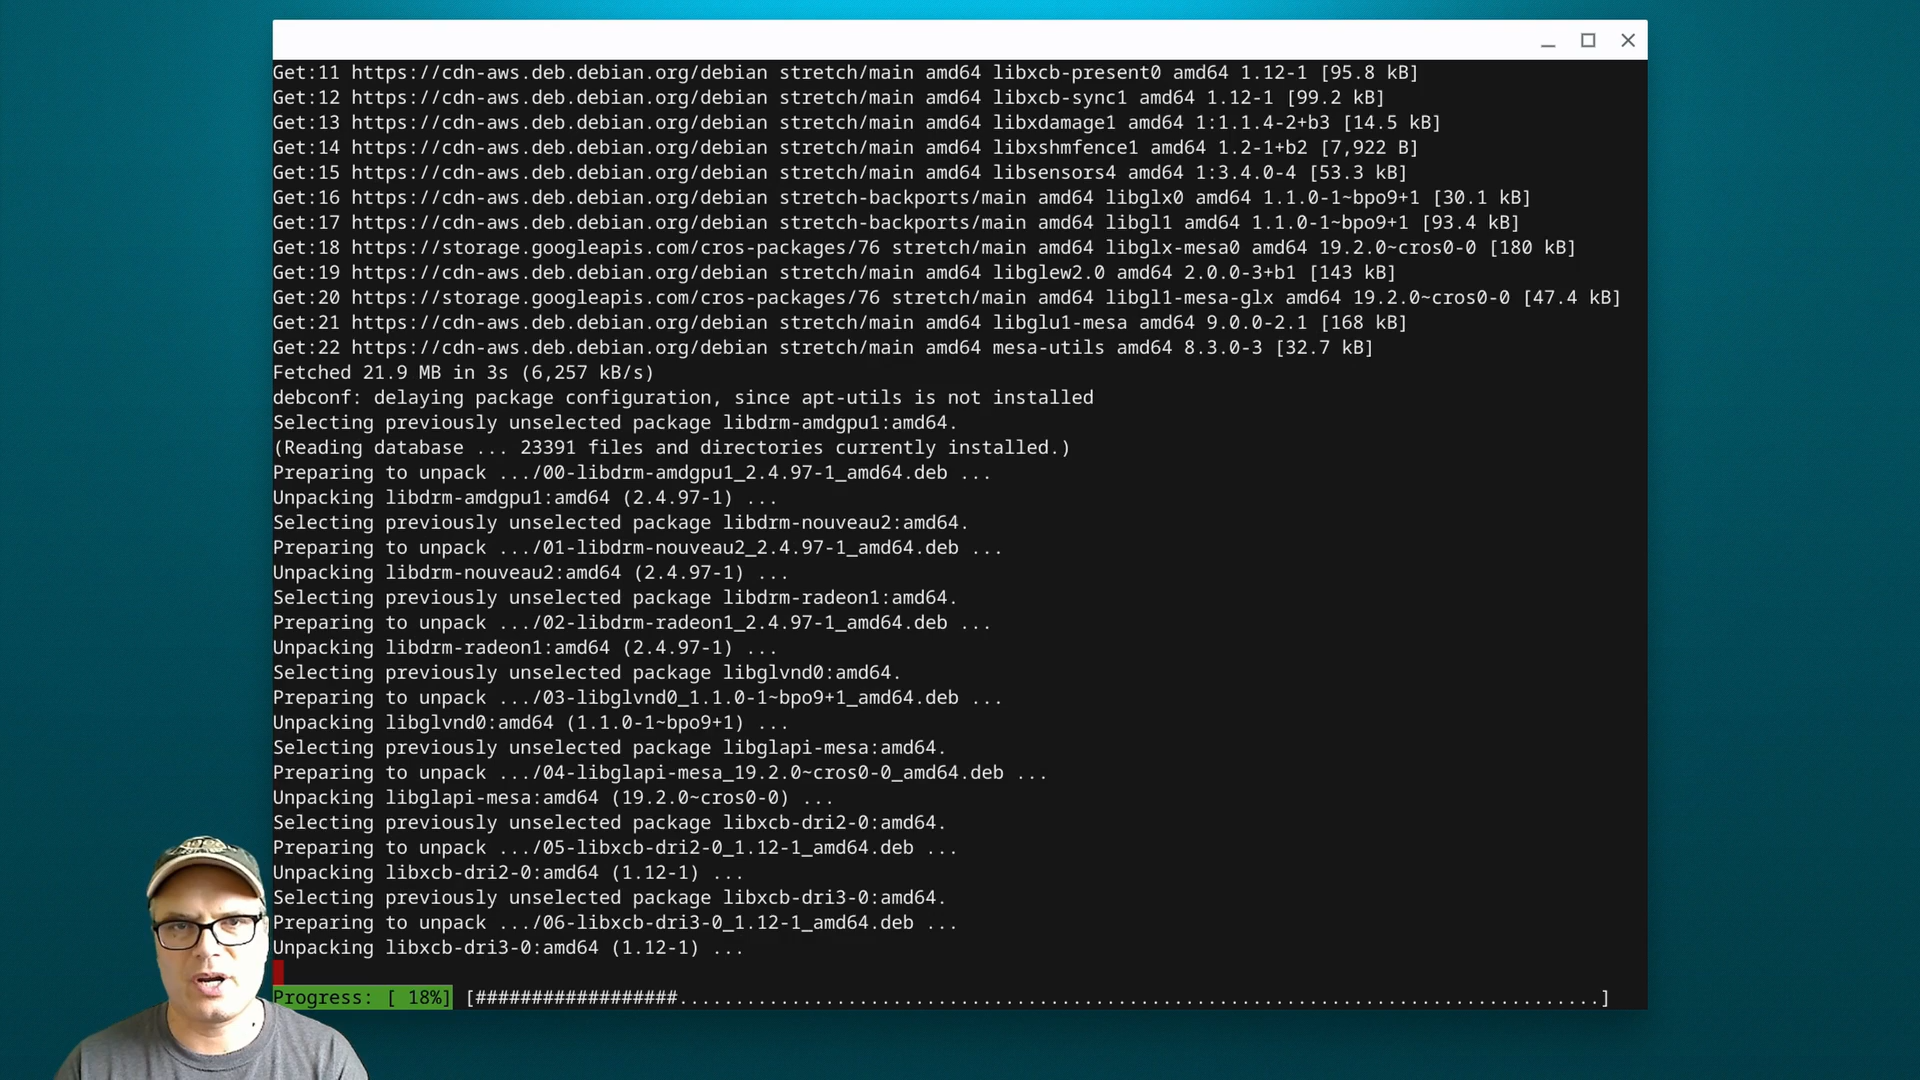 Get:11 https://cdn-aws.deb.debian.org/debian stretch/main amd64 libxcb-present0 amd64 1.12-1 [95.8 kB]
Get:12 https://cdn-aws.deb.debian.org/debian stretch/main amd64 libxcb-sync1 amd64 1.12-1 [99.2 kB]
Get:13 https://cdn-aws.deb.debian.org/debian stretch/main amd64 libxdamage1 amd64 1:1.1.4-2+b3 [14.5 kB]
Get:14 https://cdn-aws.deb.debian.org/debian stretch/main amd64 libxshmfence1 amd64 1.2-1+b2 [7,922 B]
Get:15 https://cdn-aws.deb.debian.org/debian stretch/main amd64 libsensors4 amd64 1:3.4.0-4 [53.3 kB]
Get:16 https://cdn-aws.deb.debian.org/debian stretch-backports/main amd64 libglx0 amd64 1.1.0-1~bpo9+1 [30.1 kB]
Get:17 https://cdn-aws.deb.debian.org/debian stretch-backports/main amd64 libgl1 amd64 1.1.0-1~bpo9+1 [93.4 kB]
Get:18 https://storage.googleapis.com/cros-packages/76 stretch/main amd64 libglx-mesa0 amd64 19.2.0~cros0-0 [180 kB]
Get:19 https://cdn-aws.deb.debian.org/debian stretch/main amd64 libglew2.0 amd64 2.0.0-3+b1 [143 kB]
Get:20 https://storage.googleapis.com/cros-packages/76 stretch/main amd64 libgl1-mesa-glx amd64 19.2.0~cros0-0 [47.4 kB]
Get:21 https://cdn-aws.deb.debian.org/debian stretch/main amd64 libglu1-mesa amd64 9.0.0-2.1 [168 kB]
Get:22 https://cdn-aws.deb.debian.org/debian stretch/main amd64 mesa-utils amd64 8.3.0-3 [32.7 kB]
Fetched 21.9 MB in 3s (6,257 kB/s)
debconf: delaying package configuration, since apt-utils is not installed
Selecting previously unselected package libdrm-amdgpu1:amd64.
(Reading database ... 23391 files and directories currently installed.)
Preparing to unpack .../00-libdrm-amdgpu1_2.4.97-1_amd64.deb ...
Unpacking libdrm-amdgpu1:amd64 (2.4.97-1) ...
Selecting previously unselected package libdrm-nouveau2:amd64.
Preparing to unpack .../01-libdrm-nouveau2_2.4.97-1_amd64.deb ...
Unpacking libdrm-nouveau2:amd64 (2.4.97-1) ...
Selecting previously unselected package libdrm-radeon1:amd64.
Preparing to unpack .../02-libdrm-radeon1_2.4.97-1_amd64.deb ...
Unpacking libdrm-radeon1:amd64 (2.4.97-1) ...
Selecting previously unselected package libglvnd0:amd64.
Preparing to unpack .../03-libglvnd0_1.1.0-1~bpo9+1_amd64.deb ...
Unpacking libglvnd0:amd64 (1.1.0-1~bpo9+1) ...
Selecting previously unselected package libglapi-mesa:amd64.
Preparing to unpack .../04-libglapi-mesa_19.2.0~cros0-0_amd64.deb ...
Unpacking libglapi-mesa:amd64 (19.2.0~cros0-0) ...
Selecting previously unselected package libxcb-dri2-0:amd64.
Preparing to unpack .../05-libxcb-dri2-0_1.12-1_amd64.deb ...
Unpacking libxcb-dri2-0:amd64 (1.12-1) ...
Selecting previously unselected package libxcb-dri3-0:amd64.
Preparing to unpack .../06-libxcb-dri3-0_1.12-1_amd64.deb ...
Unpacking libxcb-dri3-0:amd64 (1.12-1) ...
Progress: [ 18%] [##################..................................................................................]